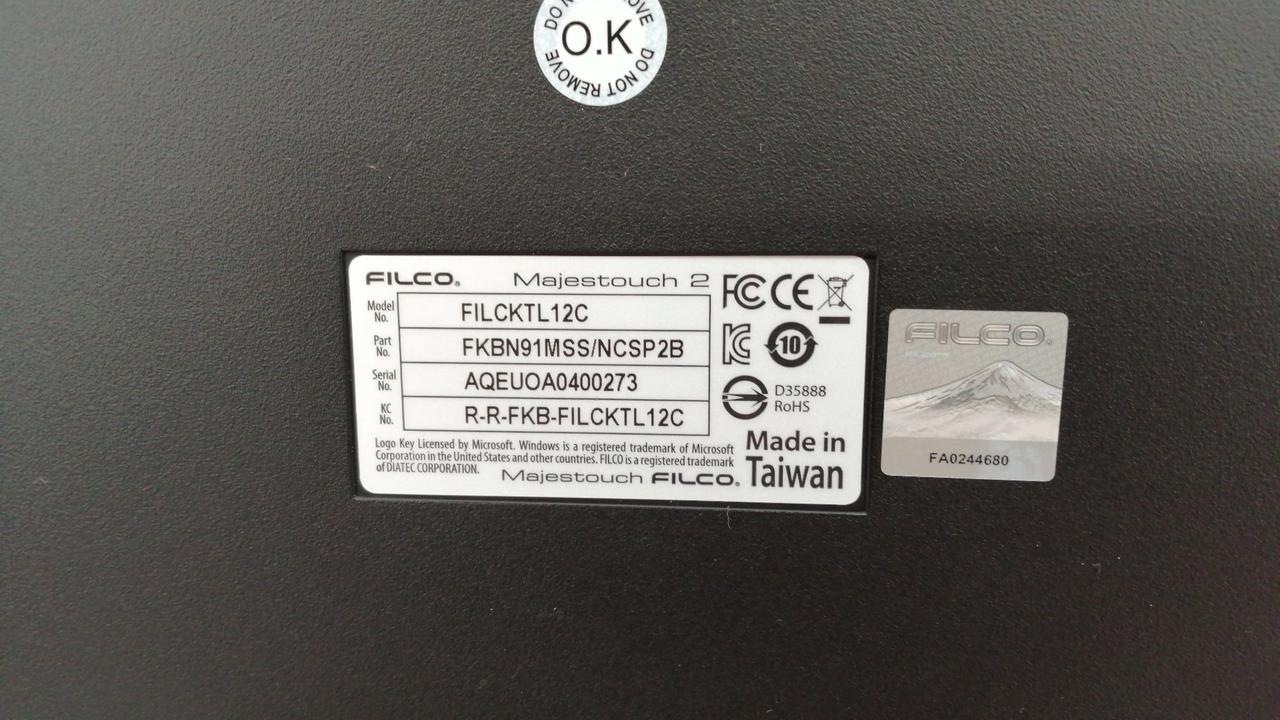 DO NOT REMOVE
O.K
DO NOT REMOVE
FILCO® Majestouch 2
Model No. FILCKTL12C
Part No. FKBN91MSS/NCSP2B
Serial No. AQEUOA0400273
KC No. R-R-FKB-FILCKTL12C
FC CE
KC 10
D35888
RoHS
Logo Key Licensed by Microsoft. Windows is a registered trademark of Microsoft
Corporation in the United States and other countries. FILCO is a registered trademark
of DIATEC CORPORATION.
Majestouch FILCO®
Made in
Taiwan
FILCO®
FA0244680